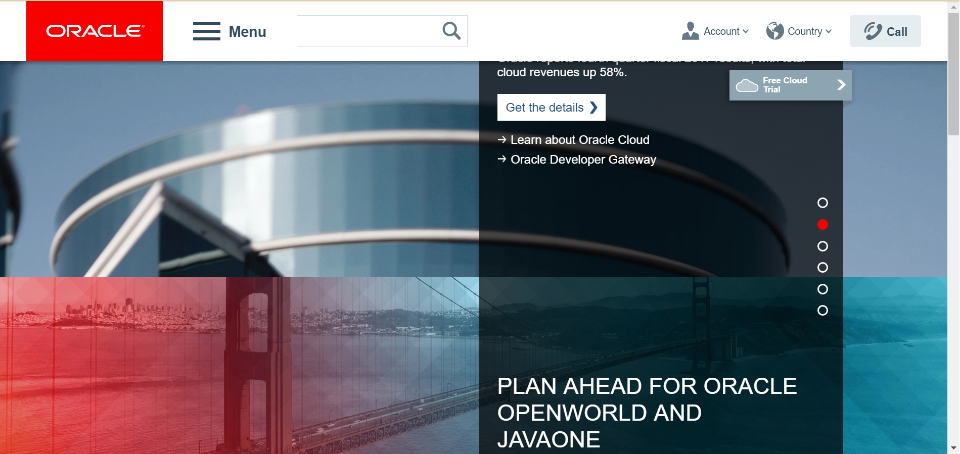 ORACLE
Menu
Account
Country
Call
cloud revenues up 58%.
Free Cloud
Trial
Get the details
Learn about Oracle Cloud
Oracle Developer Gateway
PLAN AHEAD FOR ORACLE
OPENWORLD AND
JAVAONE